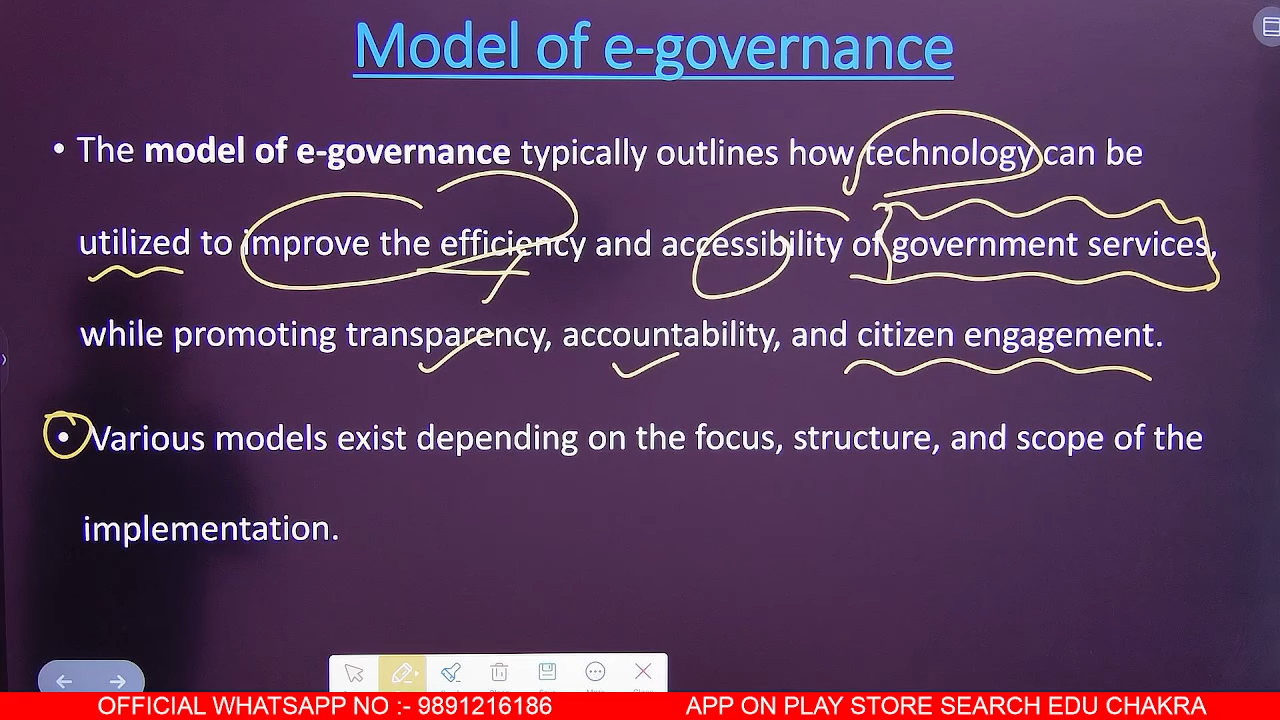 Model of e-governance
• The model of e-governance typically outlines how technology can be
utilized to improve the efficiency and accessibility of government services,
while promoting transparency, accountability, and citizen engagement.
• Various models exist depending on the focus, structure, and scope of the
implementation.
OFFICIAL WHATSAPP NO :- 9891216186 APP ON PLAY STORE SEARCH EDU CHAKRA